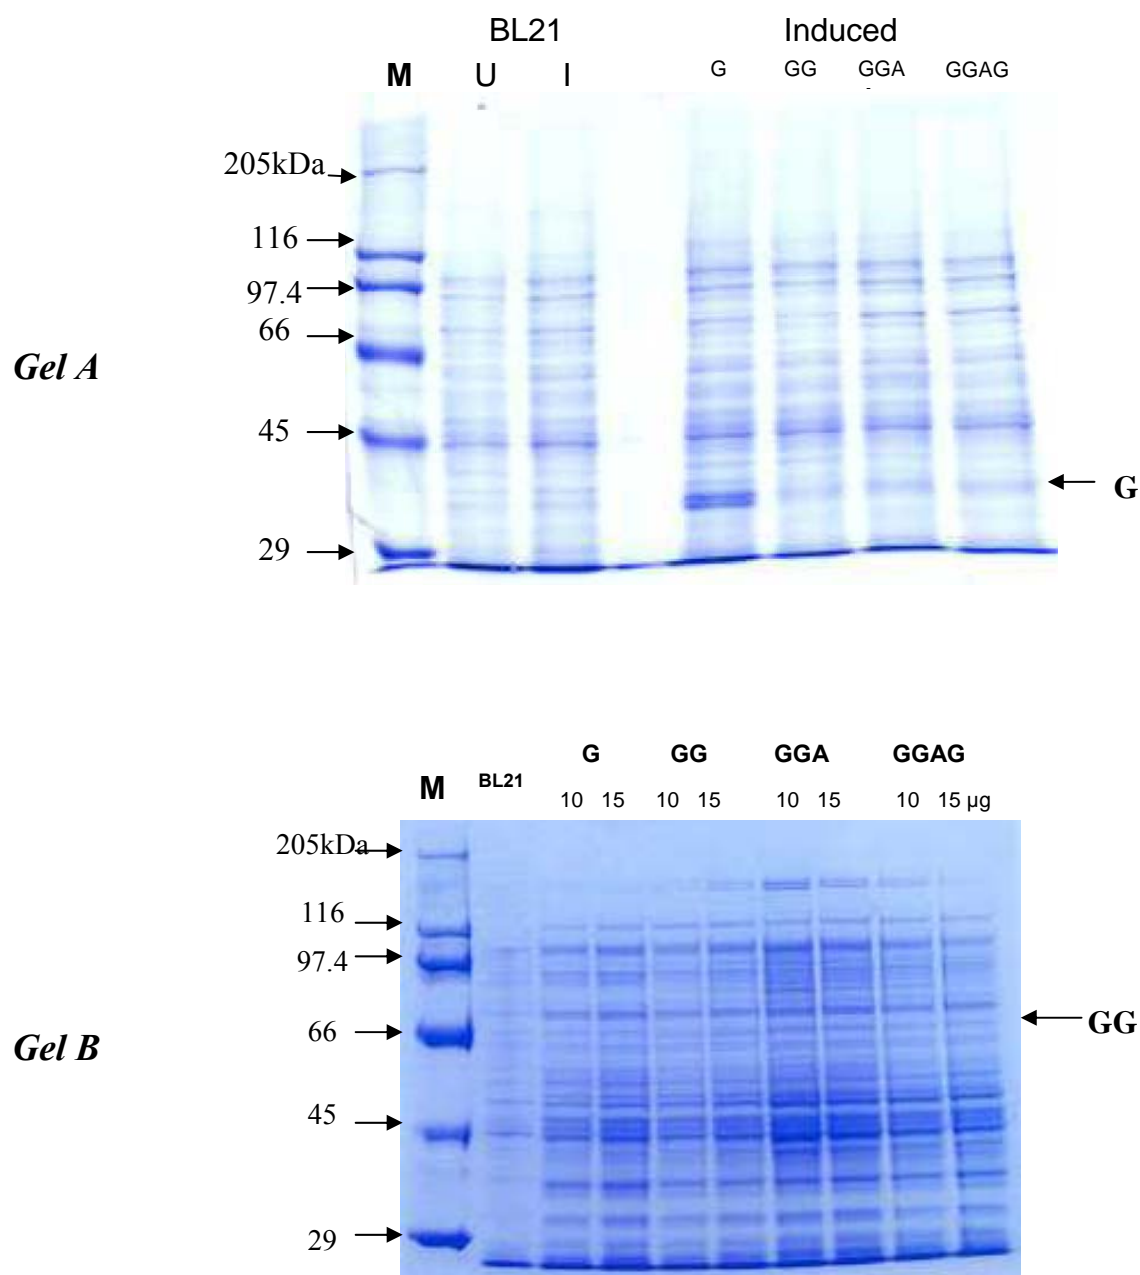 BL21 Induced
M U I G GG GGA GGAG
205kDa
116
97.4
66
Gel A
45
G
29
G GG GGA GGAG
M BL21
10 15 10 15 10 15 10 15 µg
205kDa
116
97.4
GG
66
Gel B
45
29